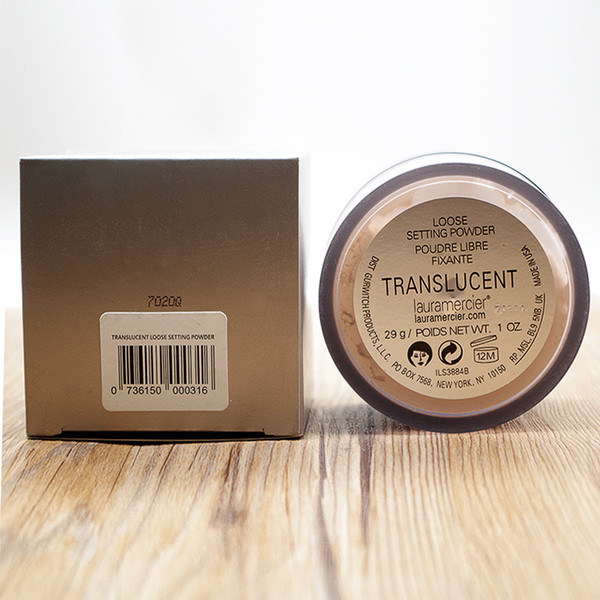 7020Q
TRANSLUCENT LOOSE SETTING POWDER
0 736150 000316
LOOSE
SETTING POWDER
POUDRE LIBRE
FIXANTE
TRANSLUCENT
lauramercier®
lauramercier.com
29 g / POIDS NET WT. 1 OZ.
12M
ILS3884B
DIST. GURWITCH PRODUCTS, L.L.C. PO BOX 7568, NEW YORK, NY 10150 RP, MSL, BL9 5NB UK MADE IN USA